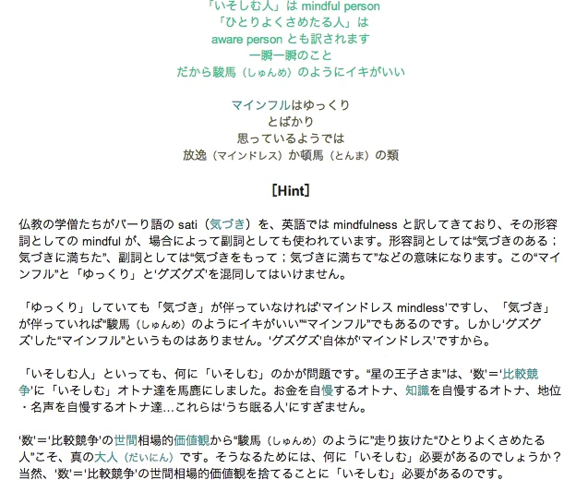 「いそしむ人」は mindful person
「ひとりよくさめたる人」は
aware person とも訳されます
一瞬一瞬のこと
だから駿馬（しゅんめ）のようにイキがいい
マインフルはゆっくり
とばかり
思っているようでは
放逸（マインドレス）か頓馬（とんま）の類
［Hint］
仏教の学僧たちがパーり語の sati（気づき）を、英語では mindfulness と訳してきており、その形容
詞としての mindful が、場合によって副詞としても使われています。形容詞としては“気づきのある；
気づきに満ちた”、副詞としては“気づきをもって；気づきに満ちて”などの意味になります。この“マイ
ンフル”と「ゆっくり」と'グズグズ'を混同してはいけません。
「ゆっくり」していても「気づき」が伴っていなければ'マインドレス mindless'ですし、「気づき」
が伴っていれば“駿馬（しゅんめ）のようにイキがいい”“マインフル”でもあるのです。しかし'グズグ
ズ'した“マインフル”というものはありません。'グズグズ'自体が'マインドレス'ですから。
「いそしむ人」といっても、何に「いそしむ」のかが問題です。“星の王子さま”は、'数'＝'比較競
争'に「いそしむ」オトナ達を馬鹿にしました。お金を自慢するオトナ、知識を自慢するオトナ、地位
・名声を自慢するオトナ達…これらは'うち眠る人'にすぎません。
'数'＝'比較競争'の世間相場的価値観から“駿馬（しゅんめ）のように”走り抜けた“ひとりよくさめたる
人”こそ、真の大人（だいにん）です。そうなるためには、何に「いそしむ」必要があるのでしょうか？
当然、'数'＝'比較競争'の世間相場的価値観を捨てることに「いそしむ」必要があるのです。